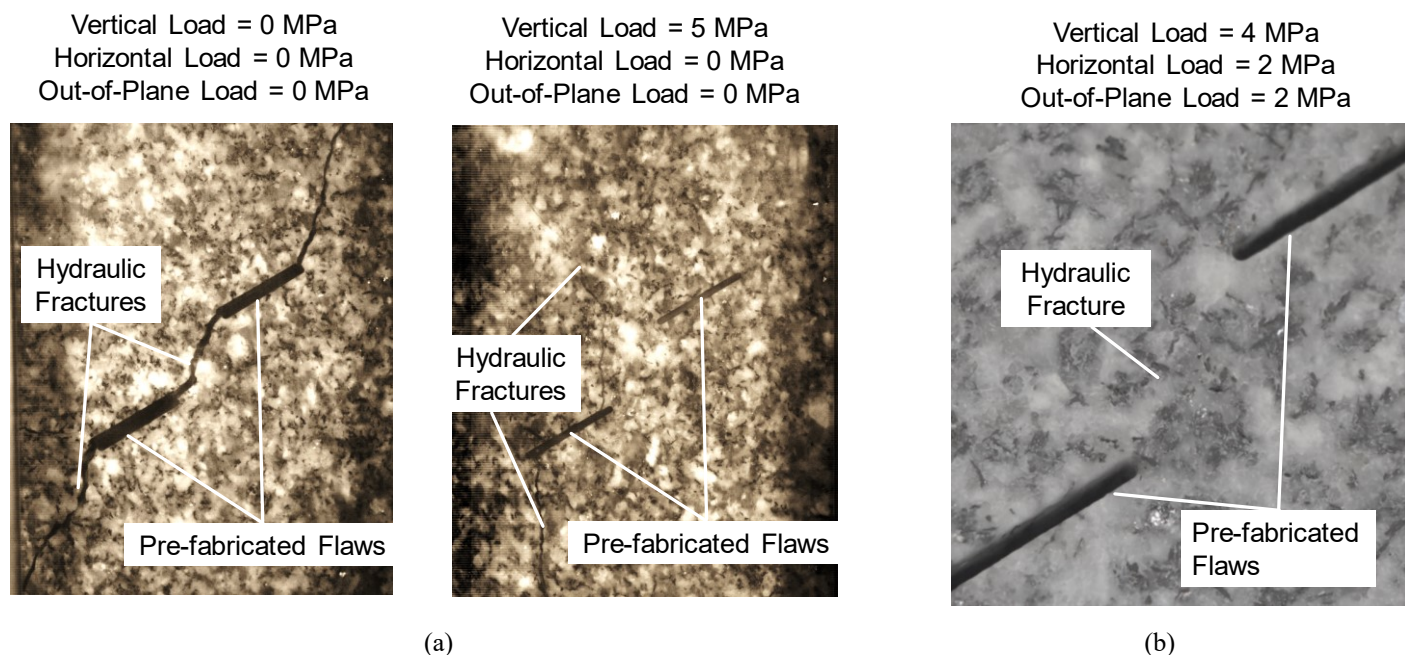 Vertical Load = 0 MPa
Horizontal Load = 0 MPa
Out-of-Plane Load = 0 MPa
Vertical Load = 5 MPa
Horizontal Load = 0 MPa
Out-of-Plane Load = 0 MPa
Vertical Load = 4 MPa
Horizontal Load = 2 MPa
Out-of-Plane Load = 2 MPa
Hydraulic
Fractures
Pre-fabricated Flaws
Hydraulic
Fractures
Pre-fabricated Flaws
Hydraulic
Fracture
Pre-fabricated
Flaws
(a)
(b)